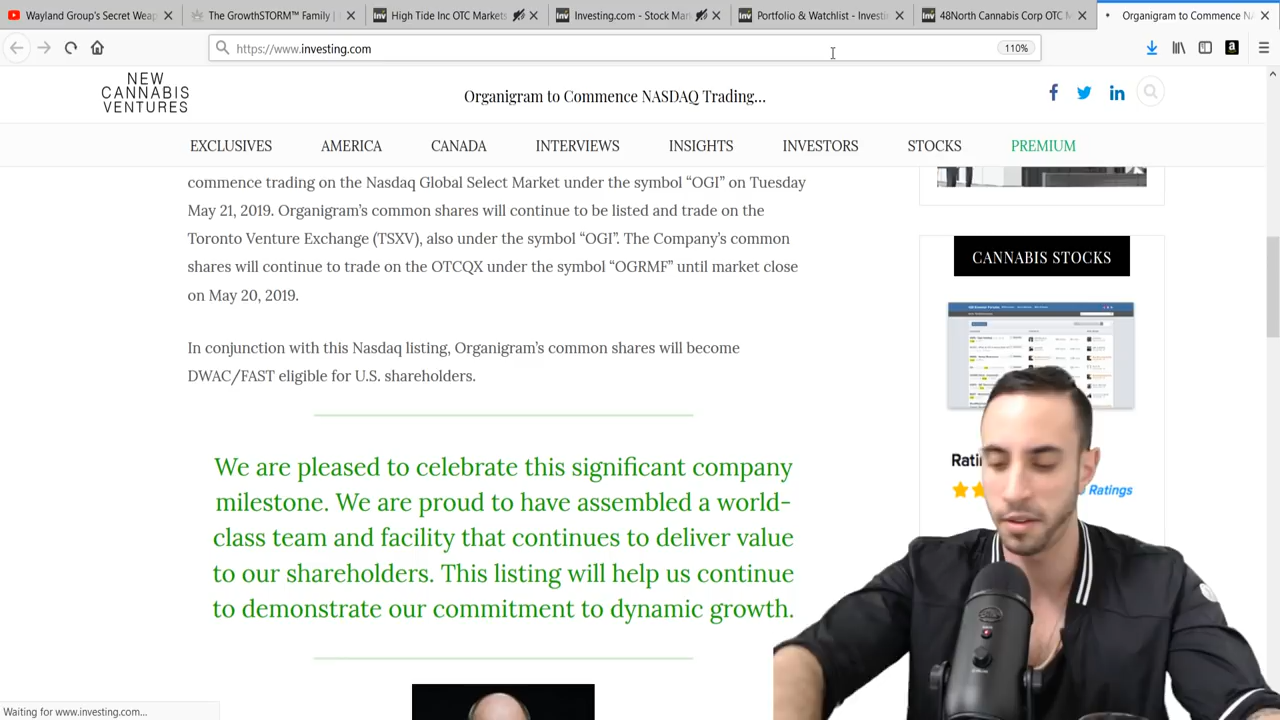 Wayland Group's Secret Weap
The GrowthSTORM™ Family |
High Tide Inc OTC Markets
Investing.com - Stock Mar
Portfolio & Watchlist - Investi
48North Cannabis Corp OTC M
Organigram to Commence NA
https://www.investing.com
110%
NEW
CANNABIS
VENTURES
Organigram to Commence NASDAQ Trading...
EXCLUSIVES AMERICA CANADA INTERVIEWS INSIGHTS INVESTORS STOCKS PREMIUM
commence trading on the Nasdaq Global Select Market under the symbol “OGI” on Tuesday
May 21, 2019. Organigram’s common shares will continue to be listed and trade on the
Toronto Venture Exchange (TSXV), also under the symbol “OGI”. The Company’s common
shares will continue to trade on the OTCQX under the symbol “OGRMF” until market close
on May 20, 2019.
In conjunction with this Nasdaq listing, Organigram’s common shares will become
DWAC/FAST eligible for U.S. shareholders.
We are pleased to celebrate this significant company
milestone. We are proud to have assembled a world-
class team and facility that continues to deliver value
to our shareholders. This listing will help us continue
to demonstrate our commitment to dynamic growth.
CANNABIS STOCKS
Rati
Ratings
Waiting for www.investing.com...